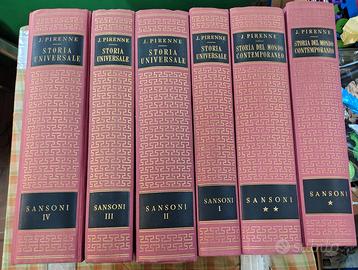 J. PIRENNE
STORIA
UNIVERSALE
SANSONI
IV
J. PIRENNE
STORIA
UNIVERSALE
SANSONI
III
J. PIRENNE
STORIA
UNIVERSALE
SANSONI
II
J. PIRENNE
STORIA
UNIVERSALE
SANSONI
I
J. PIRENNE
STORIA DEL MONDO
CONTEMPORANEO
SANSONI
★ ★
J. PIRENNE
STORIA DEL MONDO
CONTEMPORANEO
SANSONI
★